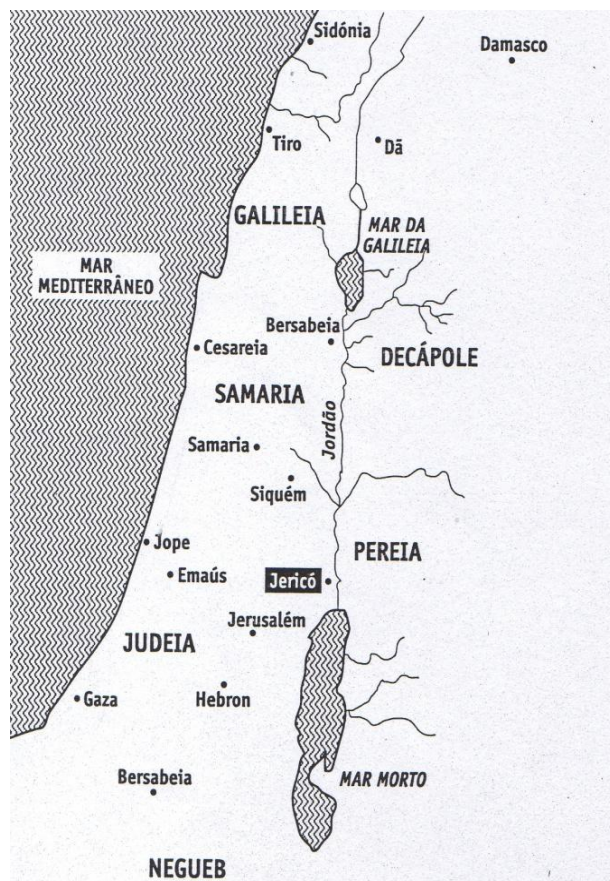 Sidónia
Damasco
Tiro
Dã
GALILEIA
MAR DA
GALILEIA
MAR
MEDITERRÂNEO
Bersabeia
Cesareia
DECÁPOLE
SAMARIA
Jordão
Samaria
Siquém
Jope
PEREIA
Emaús
Jericó
Jerusalém
JUDEIA
Gaza
Hebron
Bersabeia
MAR MORTO
NEGUEB